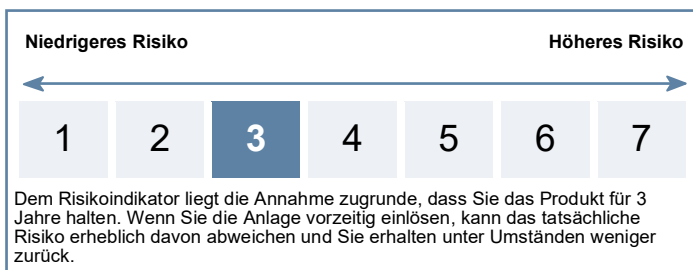 Niedrigeres Risiko Höheres Risiko
1 2 3 4 5 6 7
Dem Risikoindikator liegt die Annahme zugrunde, dass Sie das Produkt für 3
Jahre halten. Wenn Sie die Anlage vorzeitig einlösen, kann das tatsächliche
Risiko erheblich davon abweichen und Sie erhalten unter Umständen weniger
zurück.